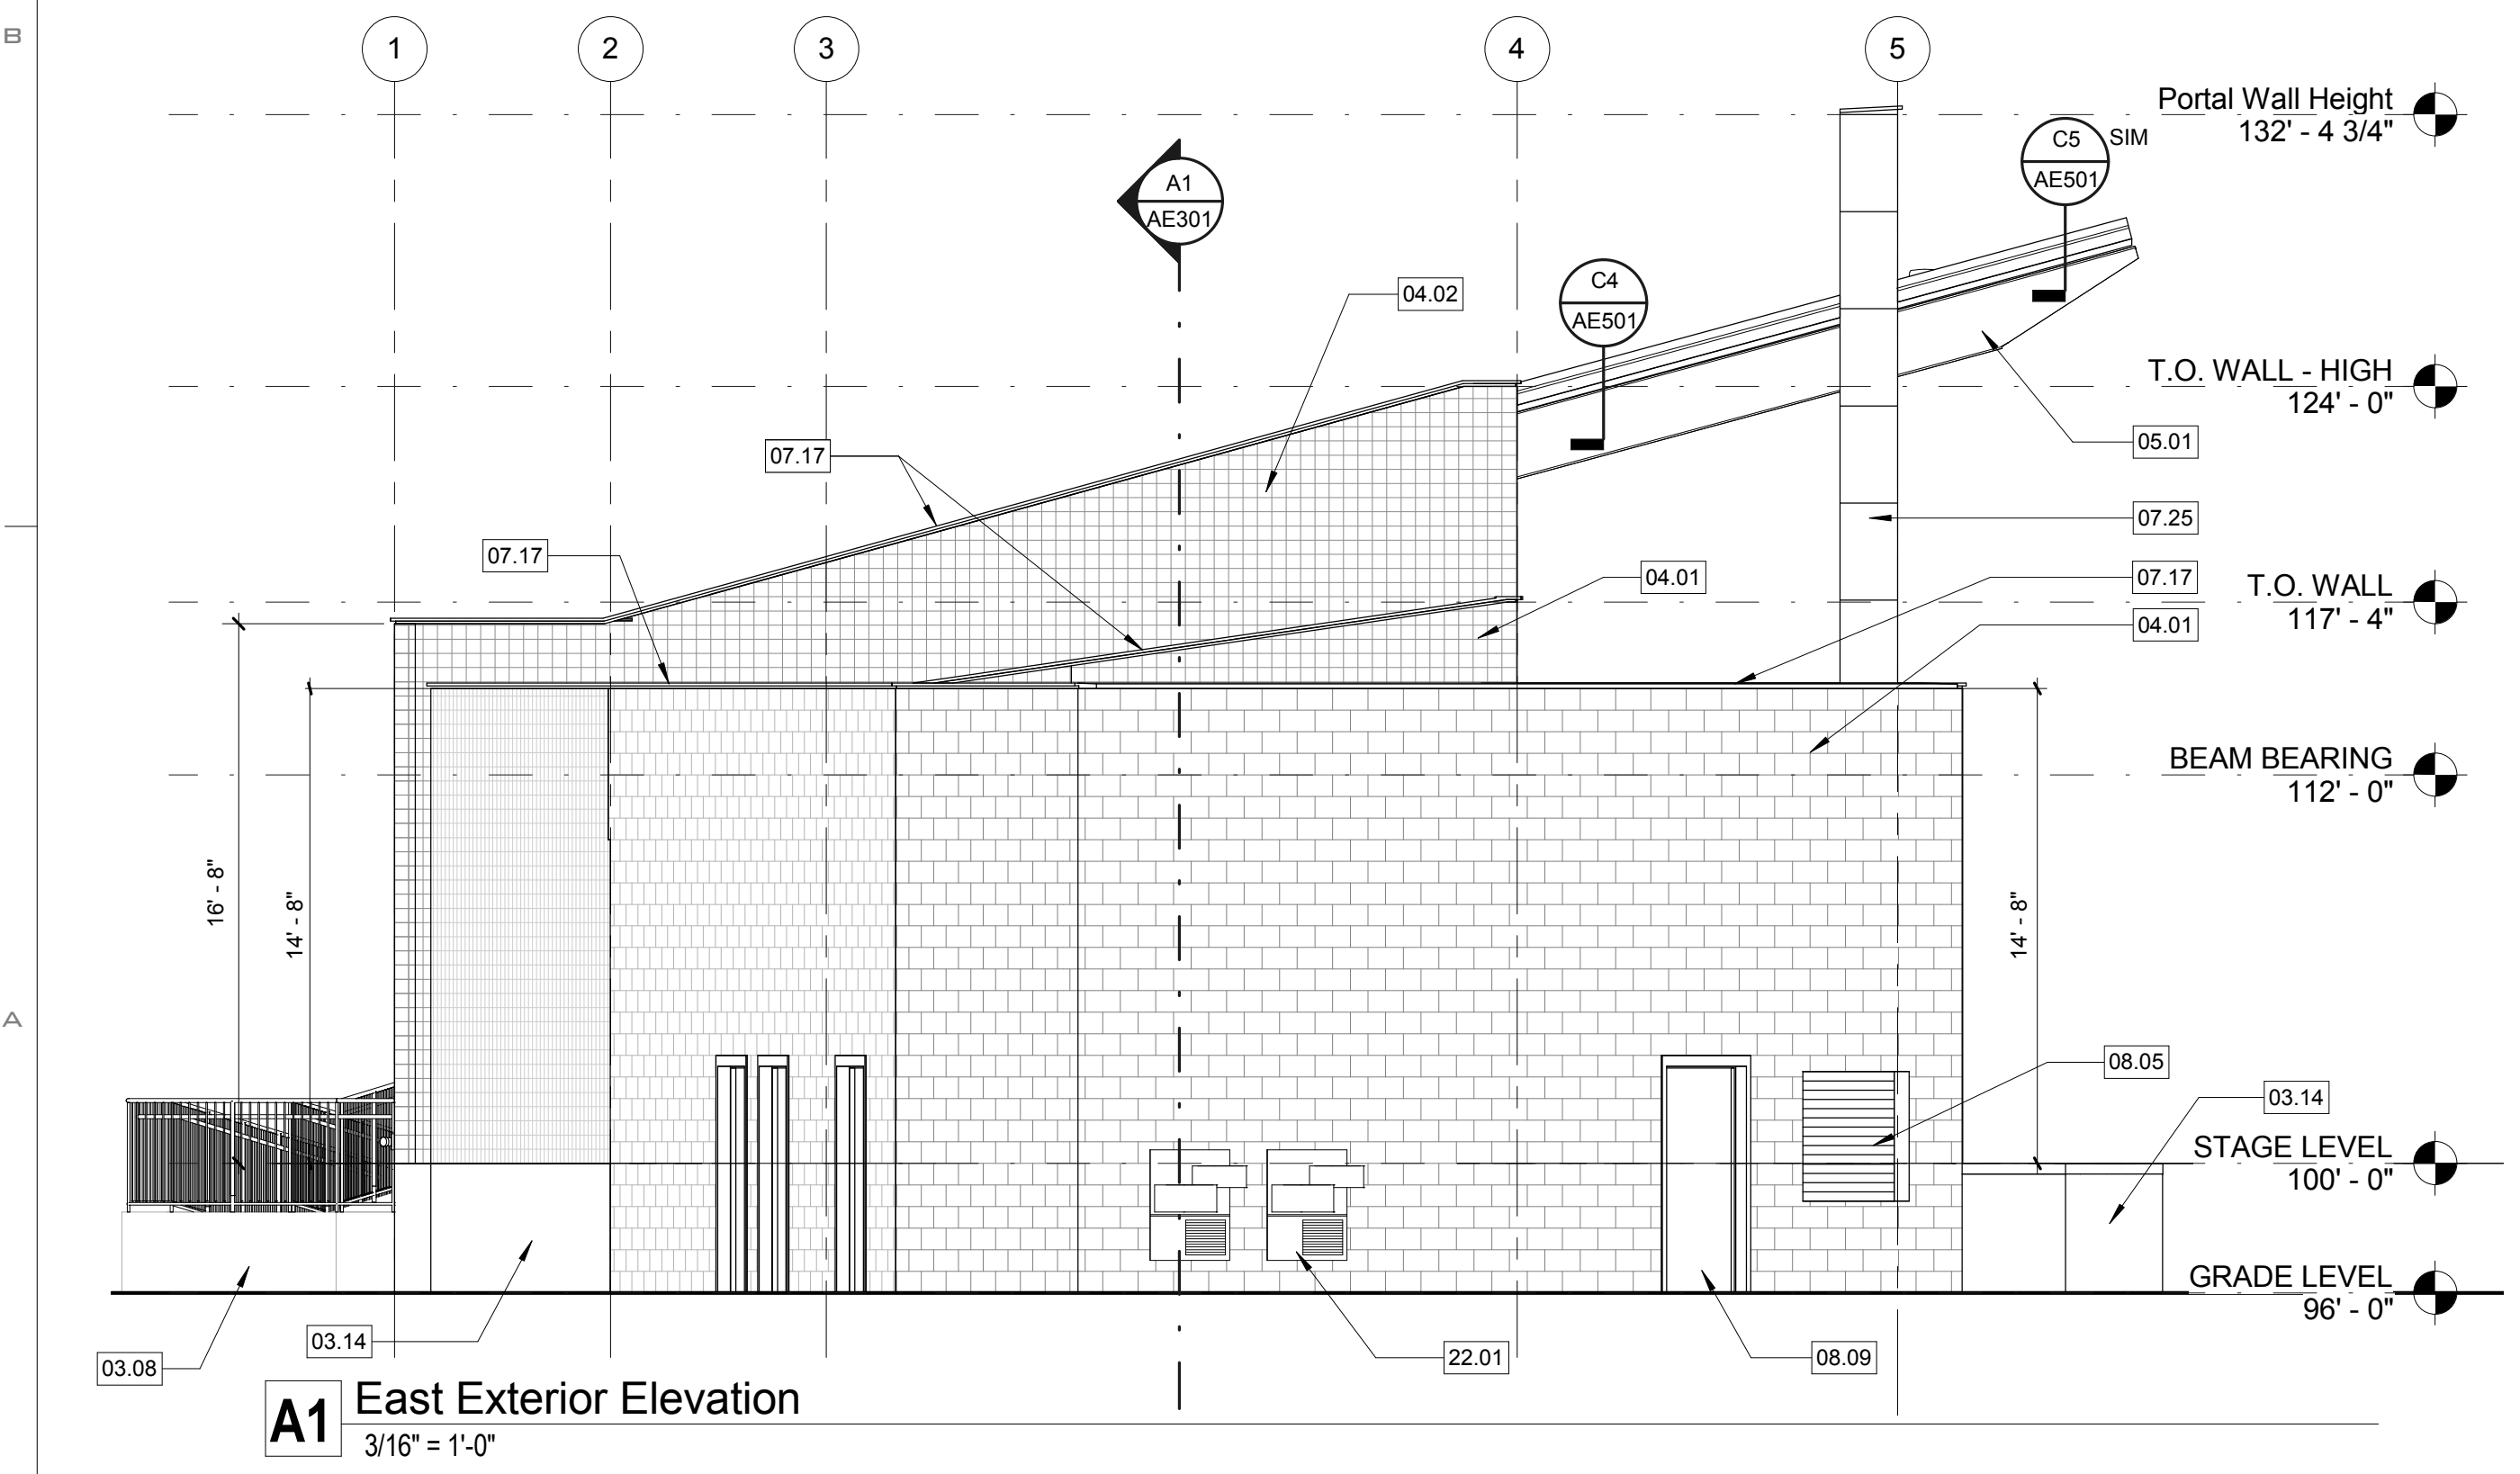 B
1
2
3
4
5
Portal Wall Height
132' - 4 3/4"
C5
SIM
AE501
A1
AE301
C4
AE501
04.02
T.O. WALL - HIGH
124' - 0"
05.01
07.17
07.25
07.17
04.01
07.17
T.O. WALL
117' - 4"
04.01
BEAM BEARING
112' - 0"
16' - 8"
14' - 8"
14' - 8"
A
08.05
03.14
STAGE LEVEL
100' - 0"
GRADE LEVEL
96' - 0"
03.14
03.08
22.01
08.09
A1
East Exterior Elevation
3/16" = 1'-0"